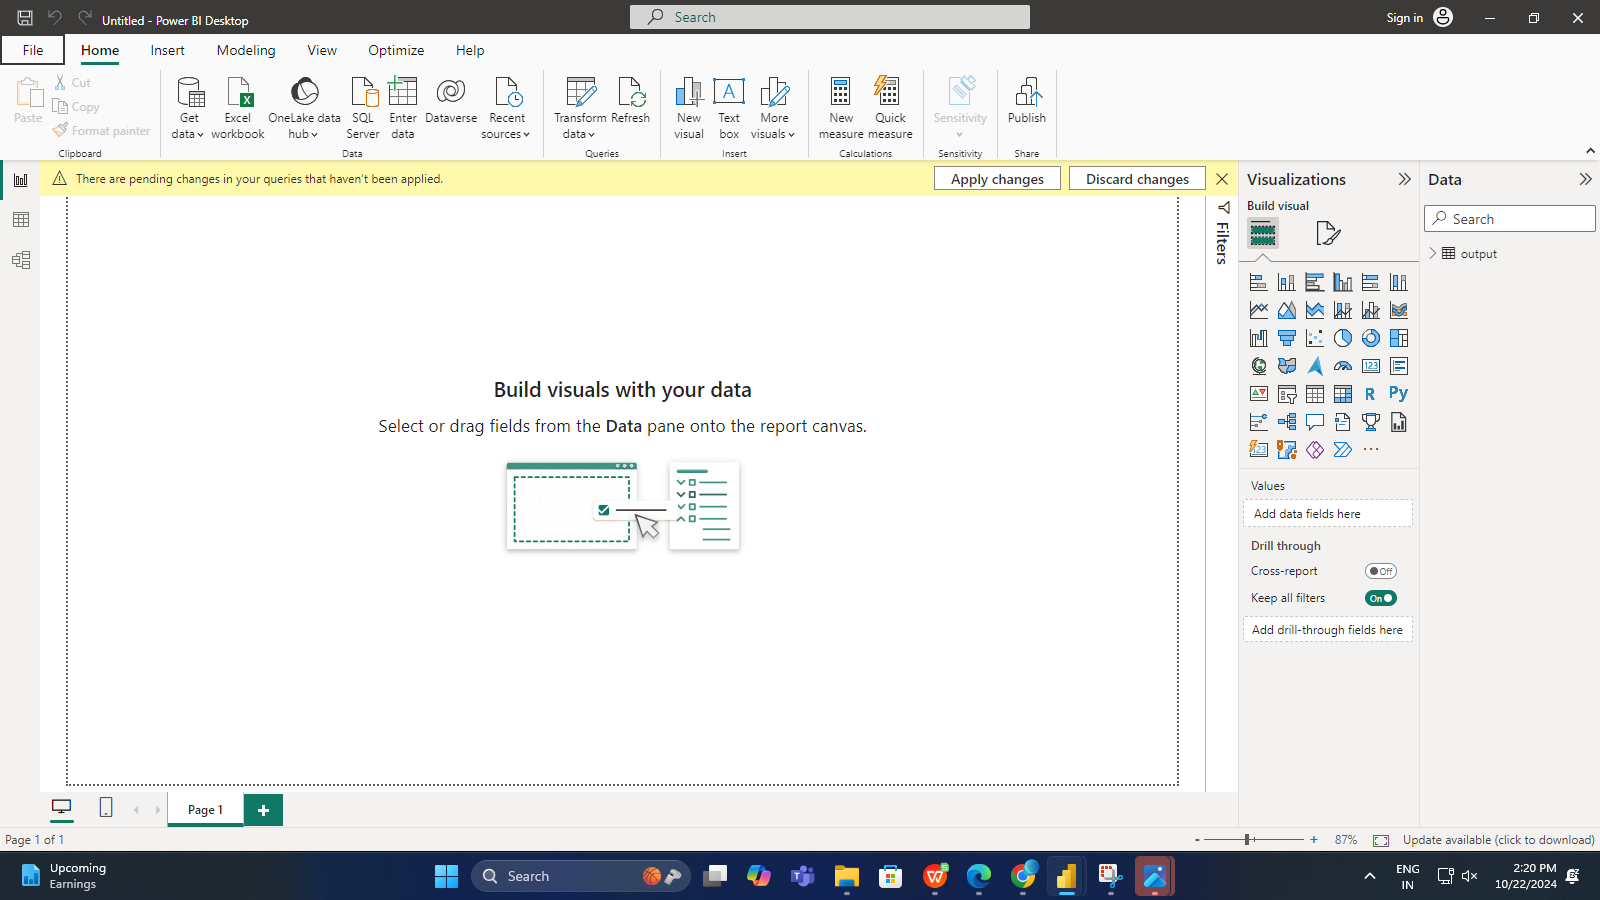 Untitled - Power BI Desktop
Search
Sign in
File
Home
Insert
Modeling
View
Optimize
Help
Paste
Cut
Copy
Format painter
Clipboard
Get data
Excel workbook
OneLake data hub
SQL Server
Enter data
Dataverse
Recent sources
Data
Transform data
Refresh
Queries
New visual
Text box
More visuals
Insert
New measure
Quick measure
Calculations
Sensitivity
Sensitivity
Publish
Share
There are pending changes in your queries that haven't been applied.
Apply changes
Discard changes
Filters
Build visuals with your data
Select or drag fields from the Data pane onto the report canvas.
Visualizations
Build visual
R
Py
123
123
Values
Add data fields here
Drill through
Cross-report
Off
Keep all filters
On
Add drill-through fields here
Data
Search
output
Page 1
Page 1 of 1
- + 87%
Update available (click to download)
Upcoming
Earnings
Search
ENG
IN
2:20 PM
10/22/2024